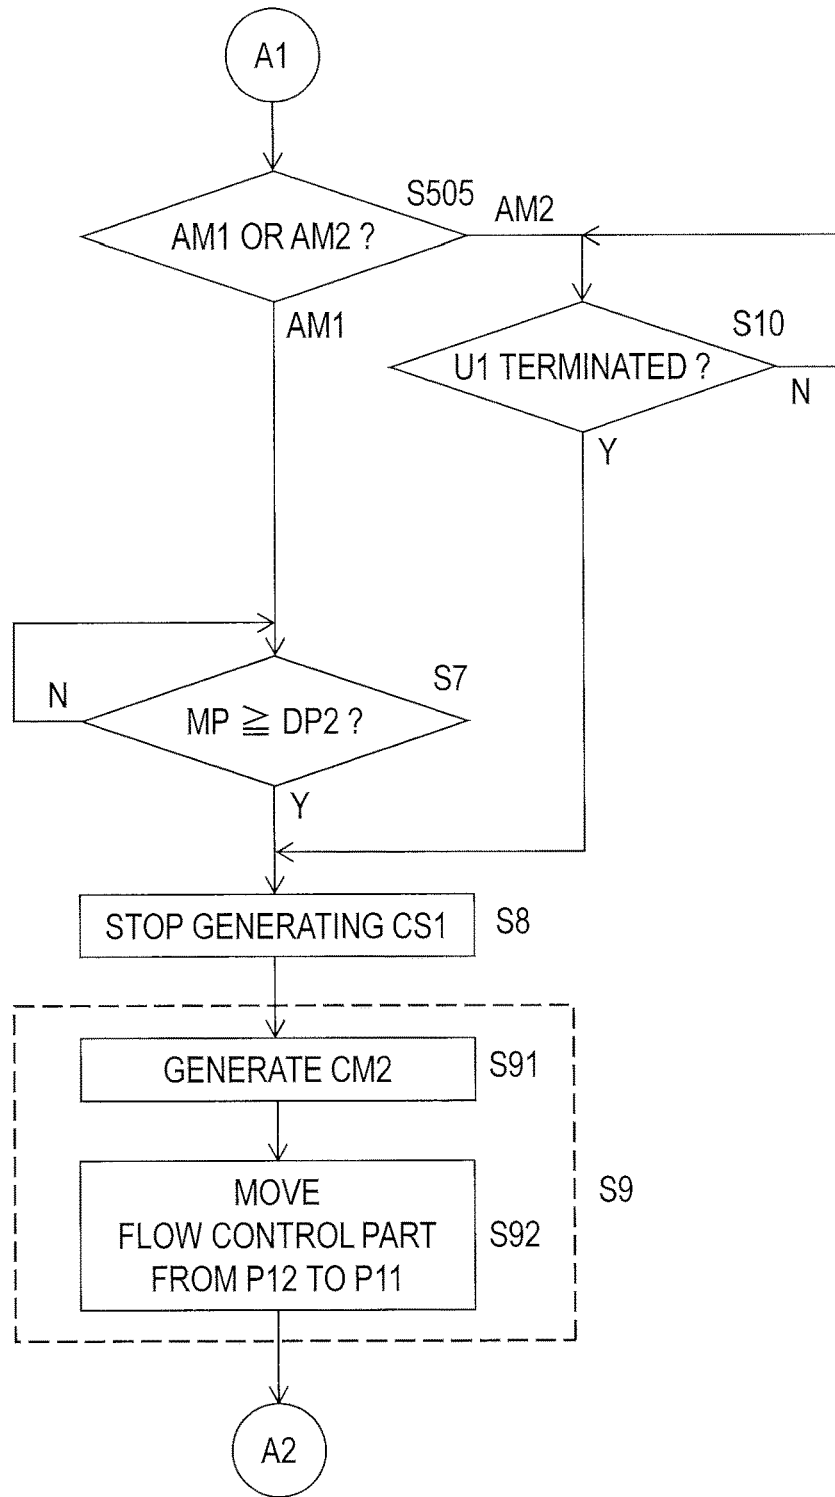 A1
S505
AM1 OR AM2 ?
AM2
AM1
S10
U1 TERMINATED ?
N
Y
S7
N
MP ≧ DP2 ?
Y
STOP GENERATING CS1
S8
GENERATE CM2
S91
MOVE
FLOW CONTROL PART
FROM P12 TO P11
S92
S9
A2